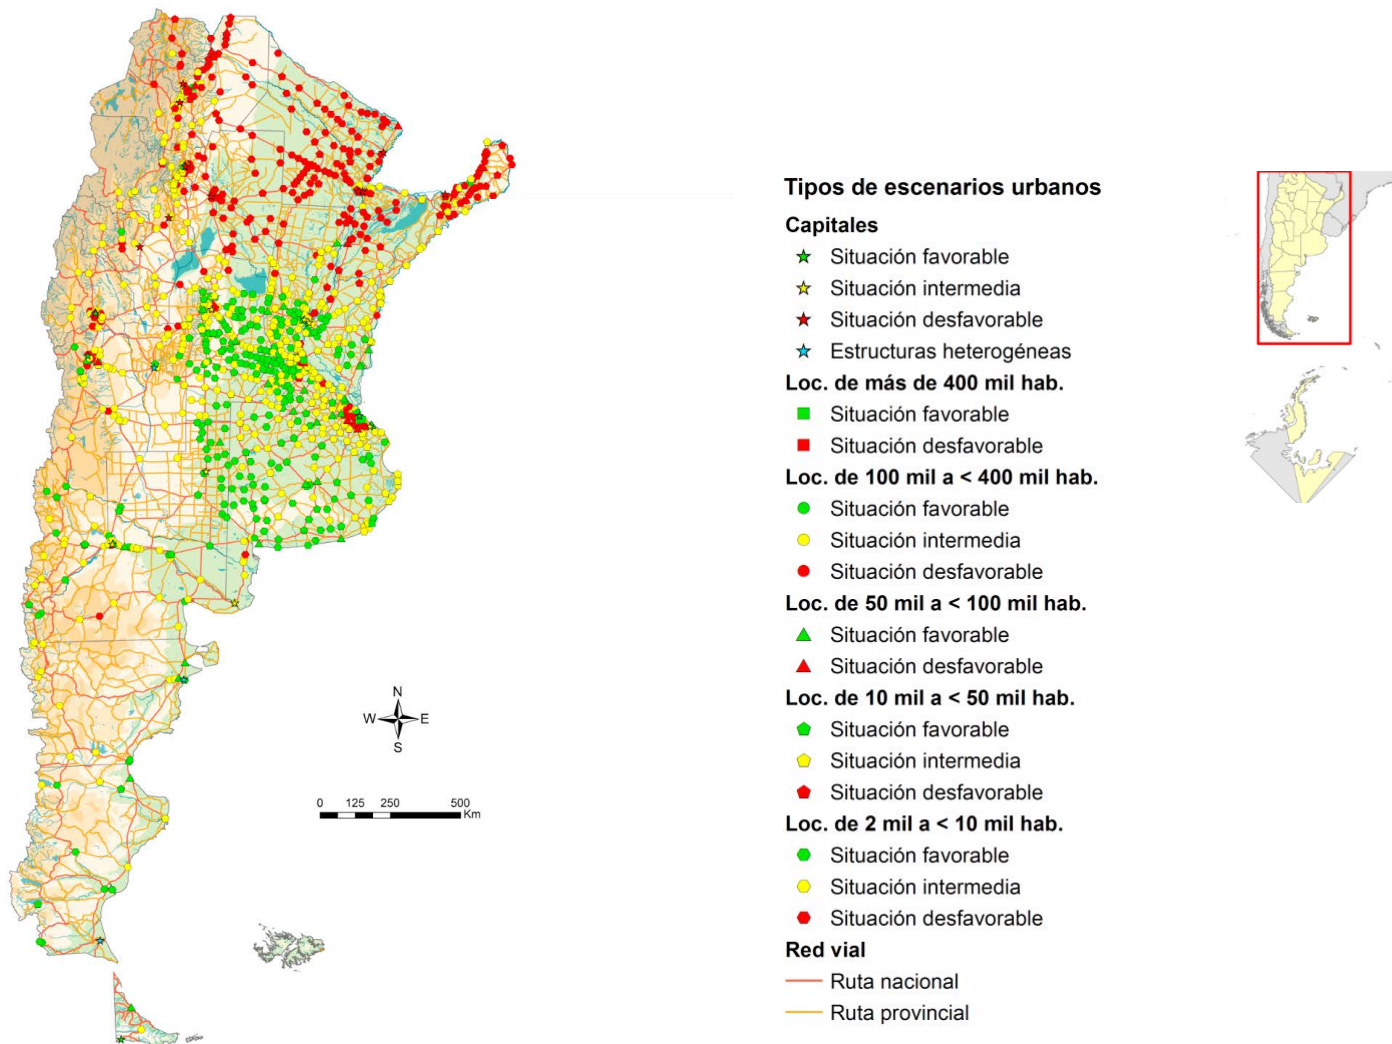 Tipos de escenarios urbanos
Capitales
Situación favorable
Situación intermedia
Situación desfavorable
Estructuras heterogéneas
Loc. de más de 400 mil hab.
Situación favorable
Situación desfavorable
Loc. de 100 mil a < 400 mil hab.
Situación favorable
Situación intermedia
Situación desfavorable
Loc. de 50 mil a < 100 mil hab.
Situación favorable
Situación desfavorable
Loc. de 10 mil a < 50 mil hab.
Situación favorable
Situación intermedia
Situación desfavorable
Loc. de 2 mil a < 10 mil hab.
Situación favorable
Situación intermedia
Situación desfavorable
Red vial
Ruta nacional
Ruta provincial
N
W E
S
0 125 250 500
Km